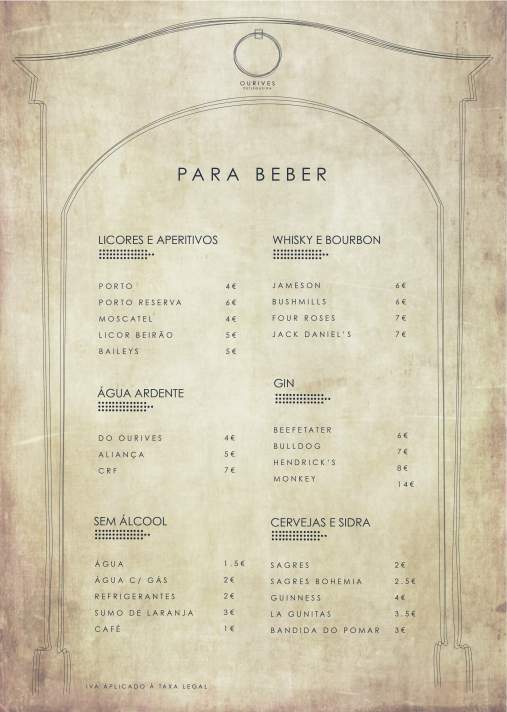 OURIVES
PARA BEBER
LICORES E APERITIVOS
PORTO 4€
PORTO RESERVA 6€
MOSCATEL 4€
LICOR BEIRÃO 5€
BAILEYS 5€
WHISKY E BOURBON
JAMESON 6€
BUSHMILLS 6€
FOUR ROSES 7€
JACK DANIEL'S 7€
ÁGUA ARDENTE
DO OURIVES 4€
ALIANÇA 5€
CRF 7€
GIN
BEEFETATER 6€
BULLDOG 7€
HENDRICK'S 8€
MONKEY 14€
SEM ÁLCOOL
ÁGUA 1.5€
ÁGUA C/ GÁS 2€
REFRIGERANTES 2€
SUMO DE LARANJA 3€
CAFÉ 1€
CERVEJAS E SIDRA
SAGRES 2€
SAGRES BOHEMIA 2.5€
GUINNESS 4€
LA GUNITAS 3.5€
BANDIDA DO POMAR 3€
IVA APLICADO À TAXA LEGAL